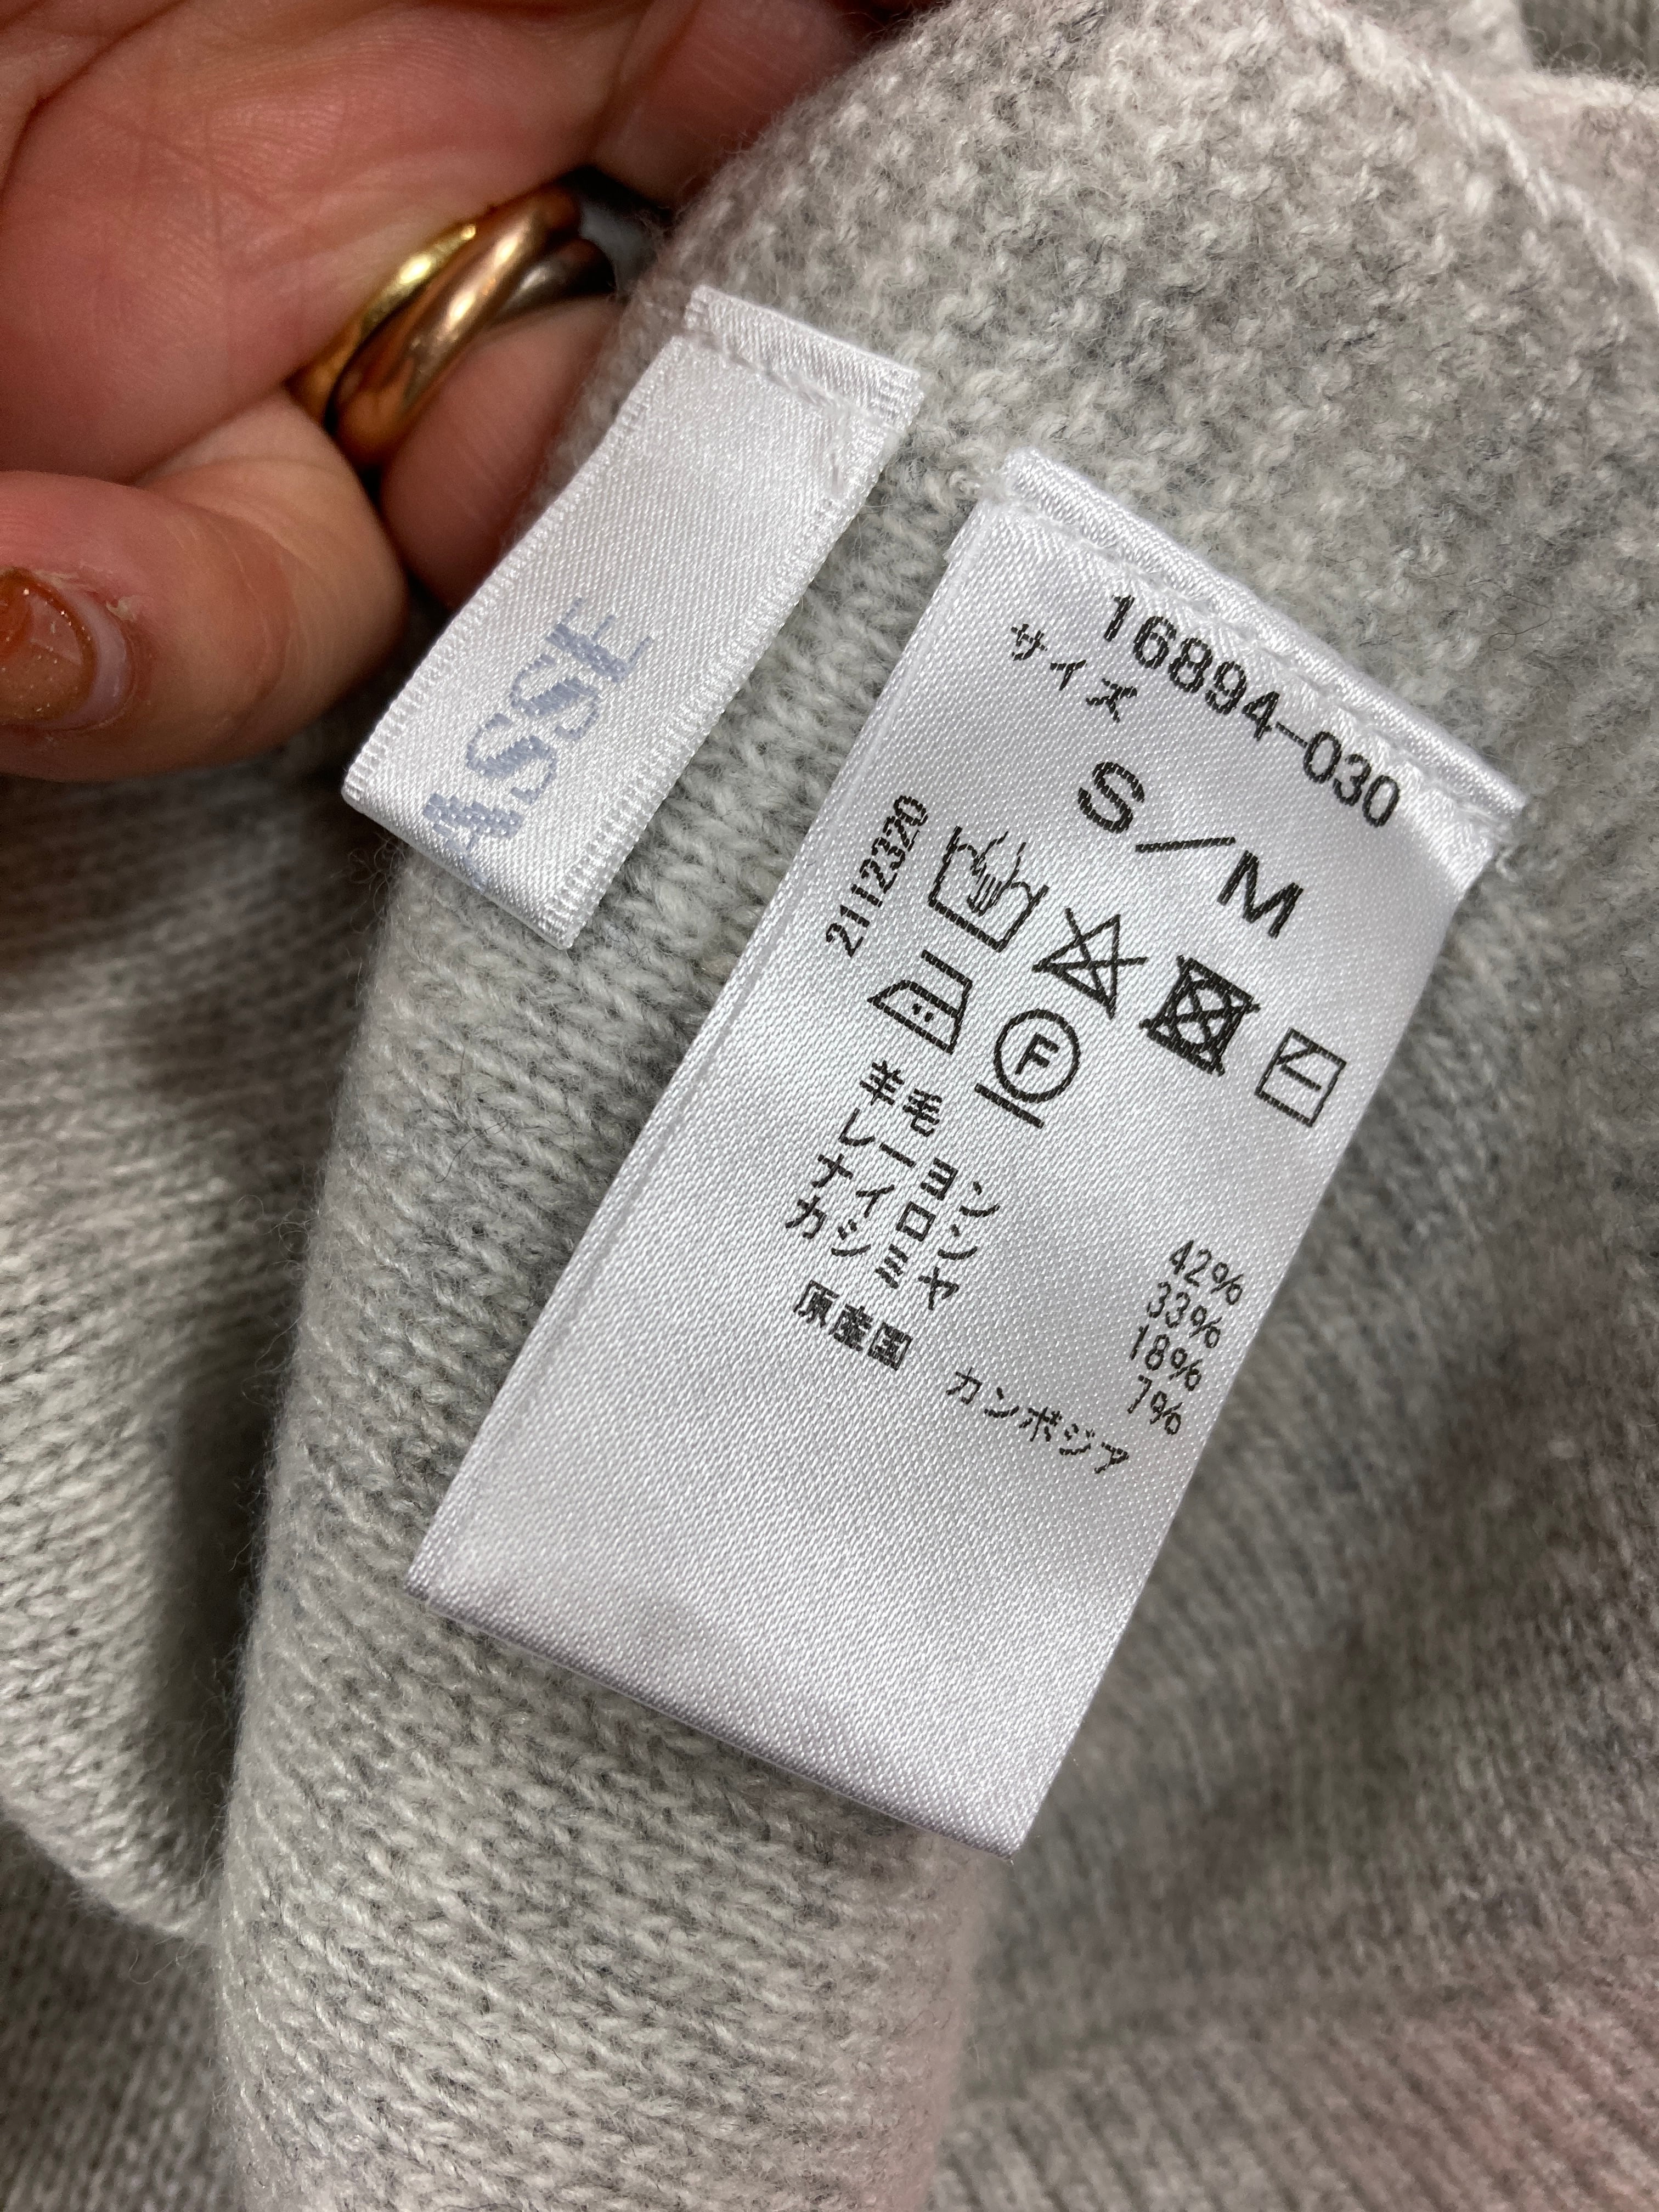 ASSE
16894-030
サイズ
S/M
2112320
F
羊毛 42%
レーヨン 33%
ナイロン 18%
カシミヤ 7%
原産国 カンボジア